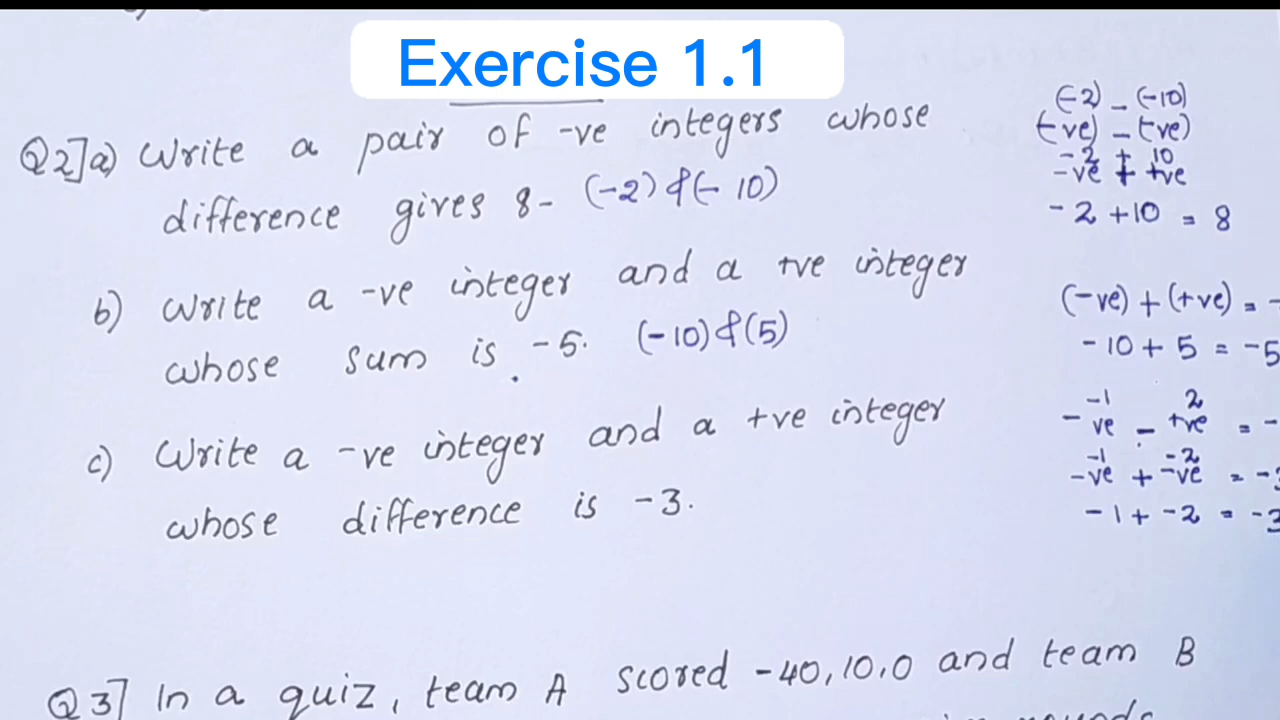 Exercise 1.1
Q2]a) Write a pair of -ve integers whose
difference gives 8- (-2) & (-10)
(-2) - (-10)
(-ve) - (-ve)
-2 + 10
-ve + +ve
-2 +10 = 8
b) Write a -ve integer and a +ve integer
whose sum is -5. (-10) & (5)
(-ve) + (+ve) = -
-10 + 5 = -5
c) Write a -ve integer and a +ve integer
whose difference is -3.
-1 2
- ve - +ve = -
-1 -2
-ve + -ve = -3
-1 + -2 = -3
Q3] In a quiz, team A scored -40,10,0 and team B
rounds